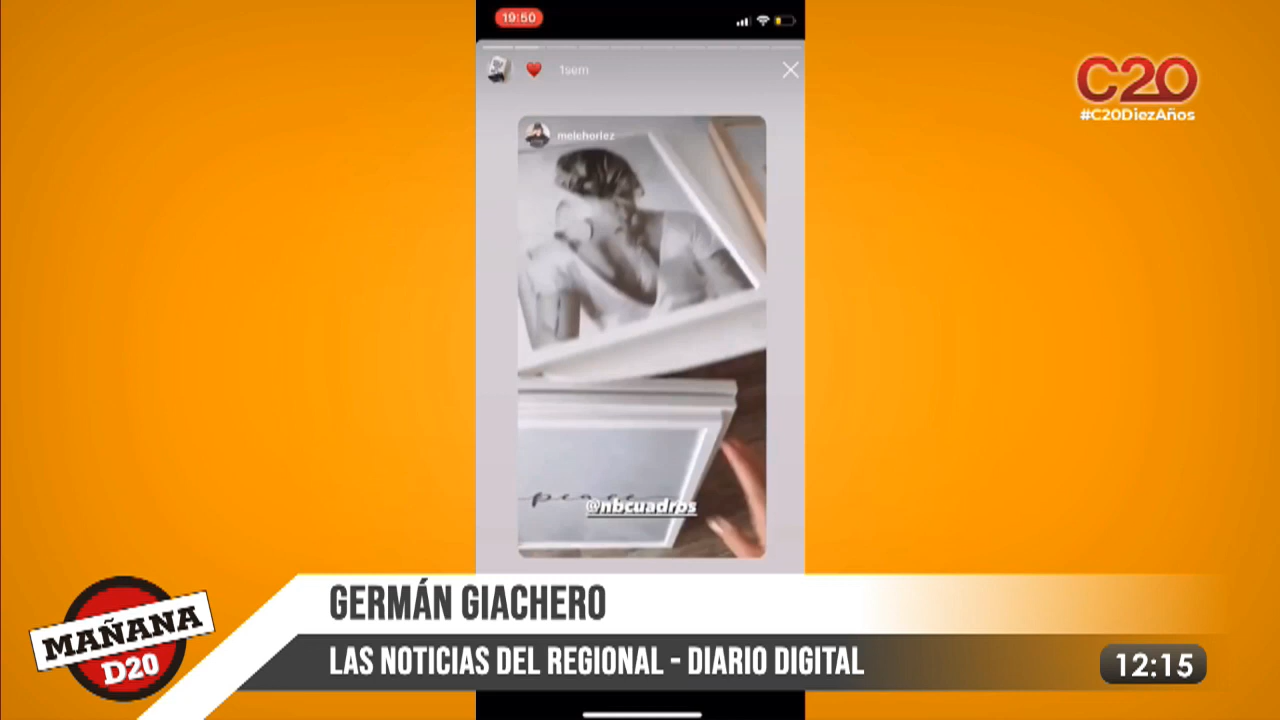 19:50
1sem
melchorlez
C20
#C20DiezAños
peace
@nbcuadros
GERMÁN GIACHERO
LAS NOTICIAS DEL REGIONAL - DIARIO DIGITAL
MAÑANA
D20
12:15